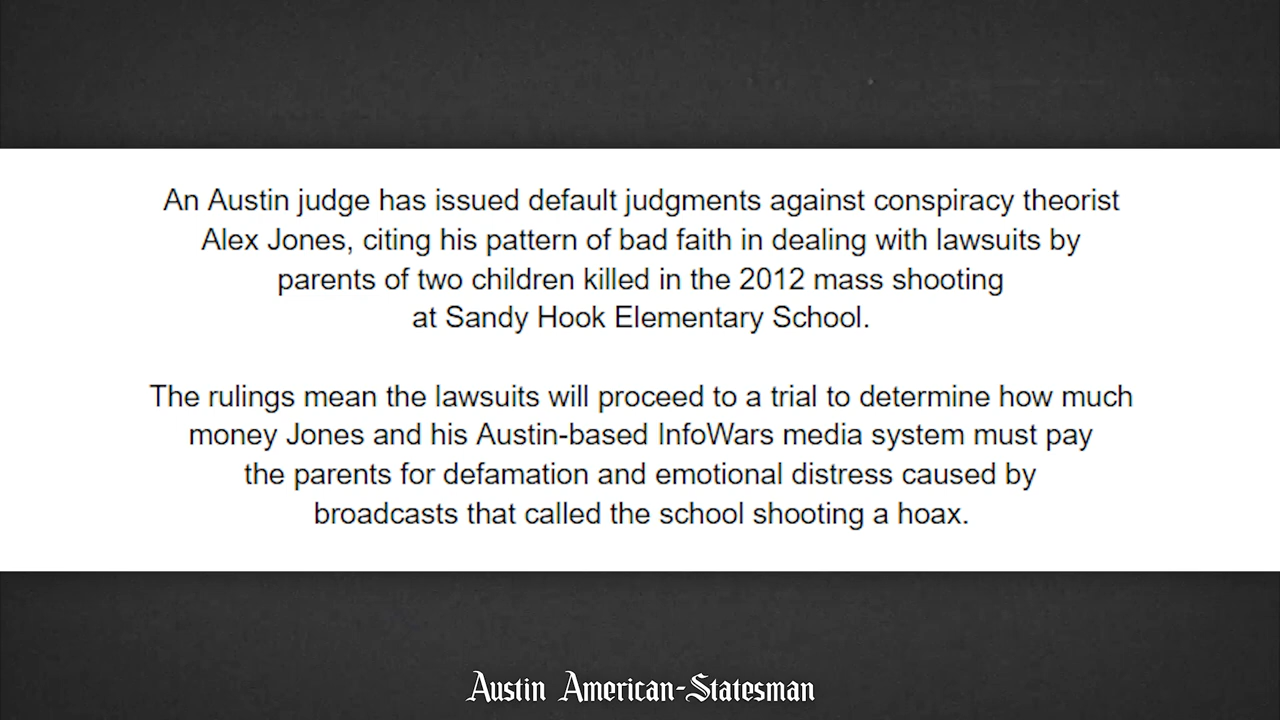 An Austin judge has issued default judgments against conspiracy theorist
Alex Jones, citing his pattern of bad faith in dealing with lawsuits by
parents of two children killed in the 2012 mass shooting
at Sandy Hook Elementary School.
The rulings mean the lawsuits will proceed to a trial to determine how much
money Jones and his Austin-based InfoWars media system must pay
the parents for defamation and emotional distress caused by
broadcasts that called the school shooting a hoax.
Austin American-Statesman